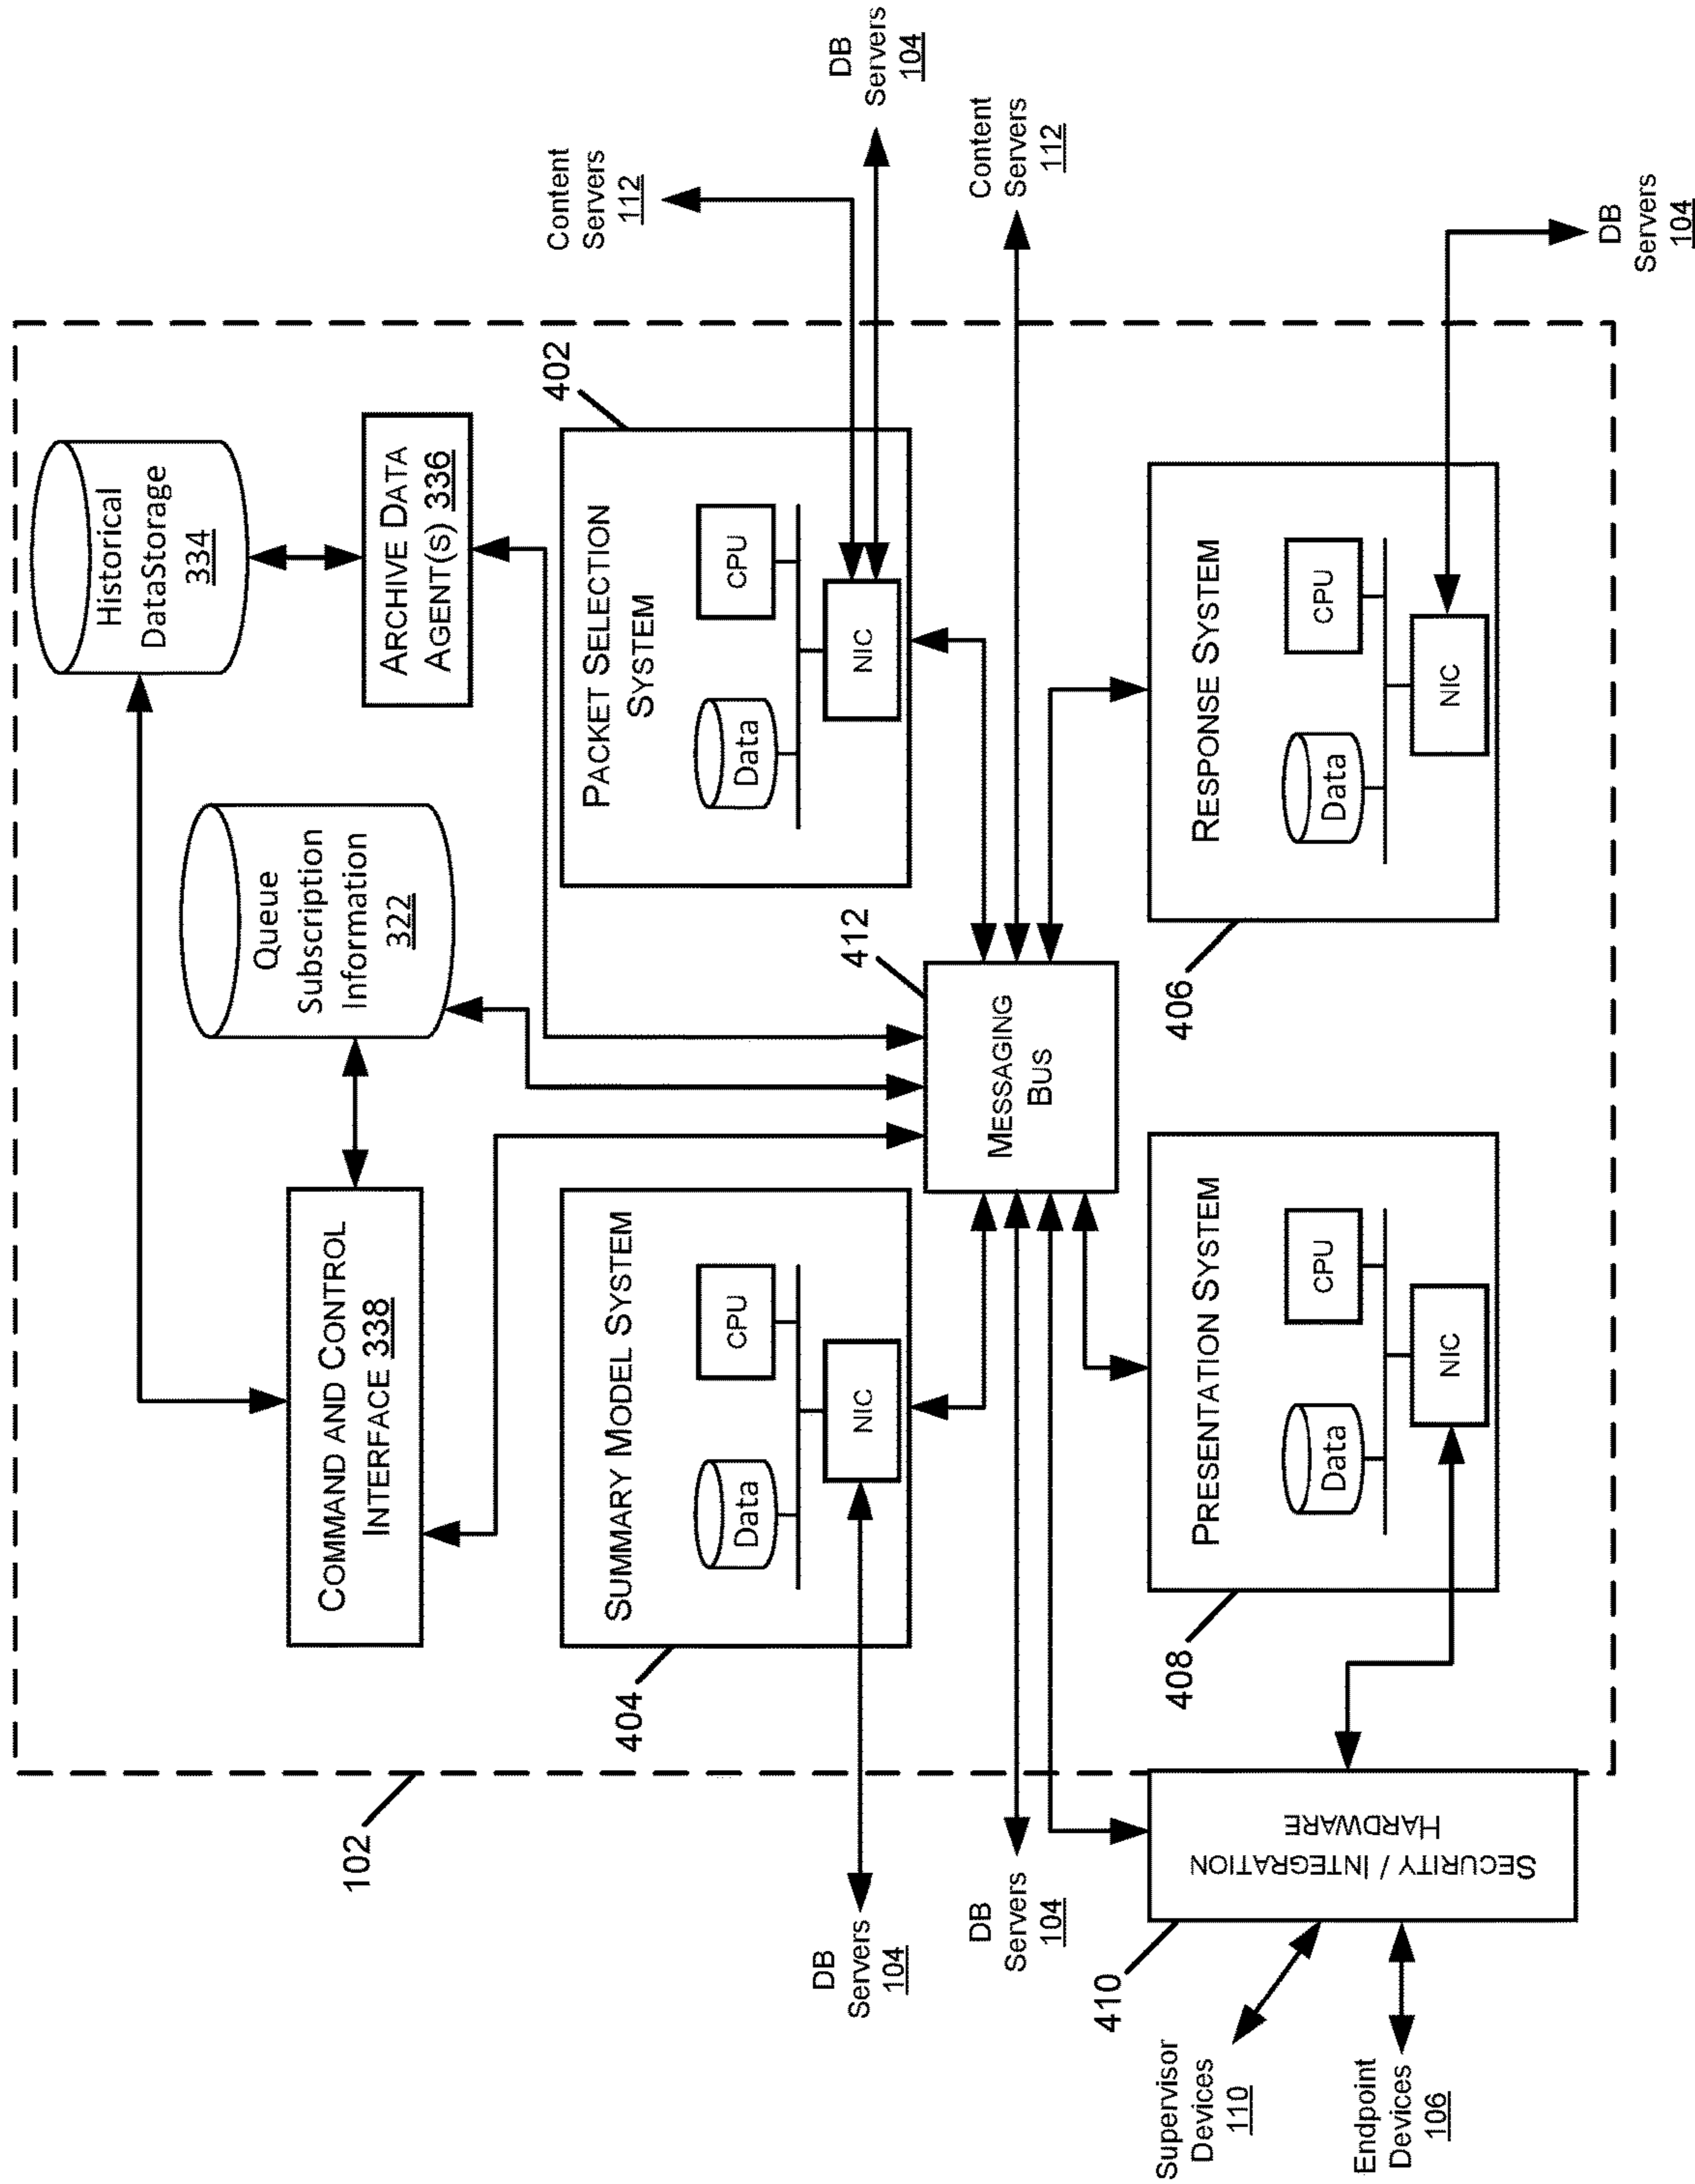 Historical
DataStorage
334
Queue
Subscription
Information
322
COMMAND AND CONTROL
INTERFACE 338
ARCHIVE DATA
AGENT(S) 336
102
404
SUMMARY MODEL SYSTEM
Data
CPU
NIC
412
402
PACKET SELECTION
SYSTEM
Data
CPU
NIC
Content
Servers
112
DB
Servers
104
DB
Servers
104
DB
Servers
104
MESSAGING
BUS
Content
Servers
112
410
SECURITY / INTEGRATION
HARDWARE
Supervisor
Devices
110
Endpoint
Devices
106
408
PRESENTATION SYSTEM
Data
CPU
NIC
406
RESPONSE SYSTEM
Data
CPU
NIC
DB
Servers
104